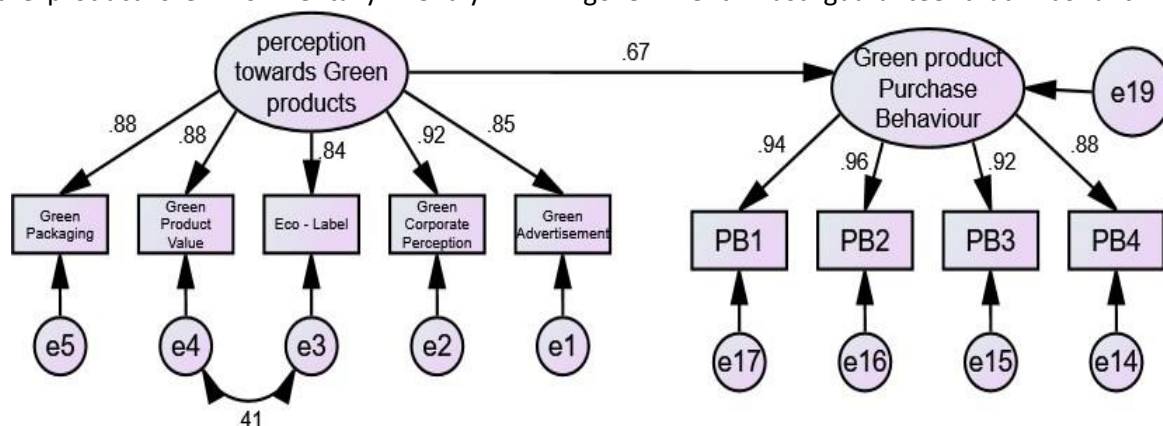 perception
towards Green
products
.67
Green product
Purchase
Behaviour
e19
.88
.88
.84
.92
.85
.94
.96
.92
.88
Green
Packaging
Green
Product
Value
Eco - Label
Green
Corporate
Perception
Green
Advertisement
PB1
PB2
PB3
PB4
e5
e4
e3
e2
e1
e17
e16
e15
e14
41